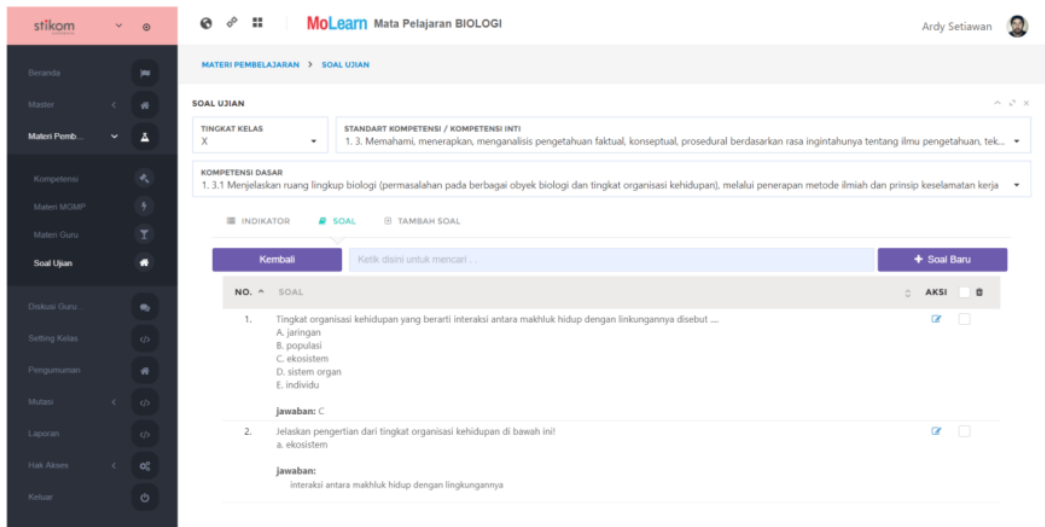 stikom
MoLearn Mata Pelajaran BIOLOGI
Ardy Setiawan
Beranda
Master
Materi Pemb...
Kompetensi
Materi MGMP
Materi Guru
Soal Ujian
Diskusi Guru...
Setting Kelas
Pengumuman
Mutasi
Laporan
Hak Akses
Keluar
MATERI PEMBELAJARAN > SOAL UJIAN
SOAL UJIAN
TINGKAT KELAS
X
STANDART KOMPETENSI / KOMPETENSI INTI
1. 3. Memahami, menerapkan, menganalisis pengetahuan faktual, konseptual, prosedural berdasarkan rasa ingintahunya tentang ilmu pengetahuan, tek...
KOMPETENSI DASAR
1. 3.1 Menjelaskan ruang lingkup biologi (permasalahan pada berbagai obyek biologi dan tingkat organisasi kehidupan), melalui penerapan metode ilmiah dan prinsip keselamatan kerja
INDIKATOR SOAL TAMBAH SOAL
Kembali Ketik disini untuk mencari ... + Soal Baru
NO. SOAL AKSI
1. Tingkat organisasi kehidupan yang berarti interaksi antara makhluk hidup dengan linkungannya disebut ....
A. jaringan
B. populasi
C. ekosistem
D. sistem organ
E. individu
jawaban: C
2. Jelaskan pengertian dari tingkat organisasi kehidupan di bawah ini!
a. ekosistem
jawaban:
interaksi antara makhluk hidup dengan lingkungannya